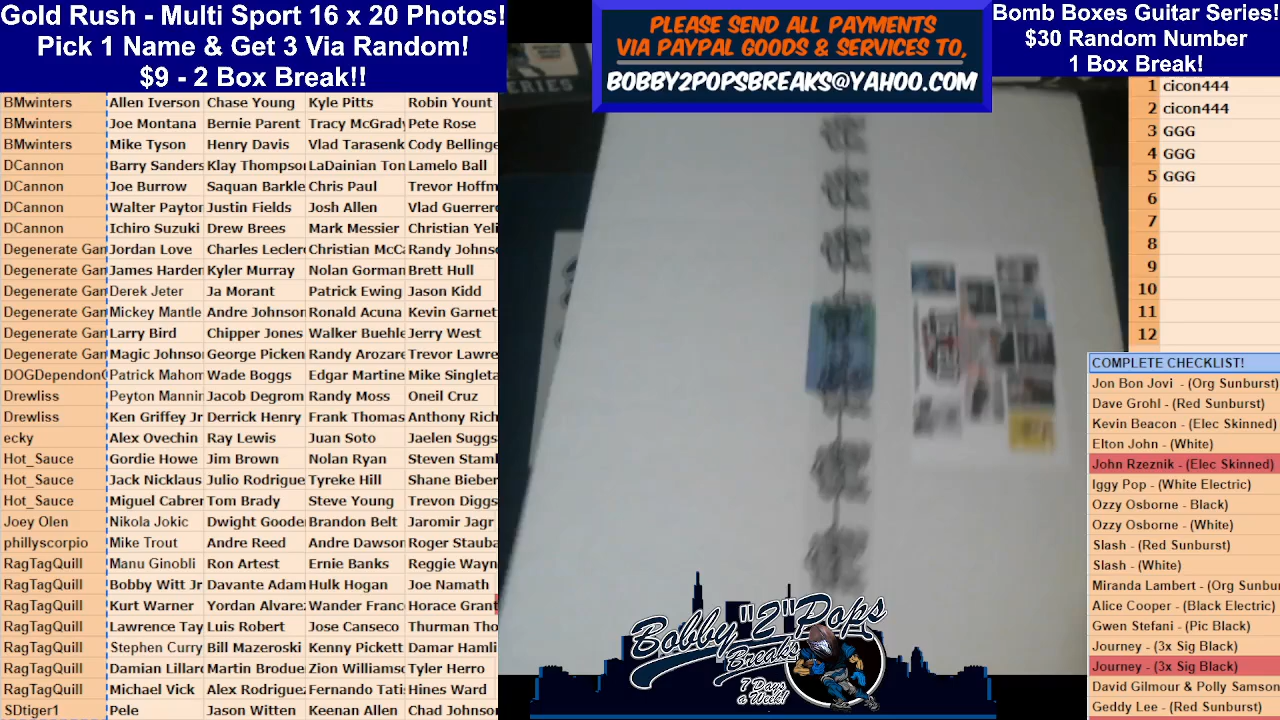 Gold Rush - Multi Sport 16 x 20 Photos!
Pick 1 Name & Get 3 Via Random!
$9 - 2 Box Break!!
BMwinters Allen Iverson Chase Young Kyle Pitts Robin Yount
BMwinters Joe Montana Bernie Parent Tracy McGrady Pete Rose
BMwinters Mike Tyson Henry Davis Vlad Tarasenk Cody Bellinge
DCannon Barry Sanders Klay Thompso LaDainian Ton Lamelo Ball
DCannon Joe Burrow Saquan Barkle Chris Paul Trevor Hoffm
DCannon Walter Payton Justin Fields Josh Allen Vlad Guerrero
DCannon Ichiro Suzuki Drew Brees Mark Messier Christian Yeli
Degenerate Gar Jordan Love Charles Lecler Christian McCa Randy Johns
Degenerate Gar James Harden Kyler Murray Nolan Gorman Brett Hull
Degenerate Gar Derek Jeter Ja Morant Patrick Ewing Jason Kidd
Degenerate Gar Mickey Mantle Andre Johnson Ronald Acuna Kevin Garnet
Degenerate Gar Larry Bird Chipper Jones Walker Buehle Jerry West
Degenerate Gar Magic Johnso George Picken Randy Arozare Trevor Lawre
DOGDependon Patrick Mahom Wade Boggs Edgar Martine Mike Singleta
Drewliss Peyton Mannin Jacob Degrom Randy Moss Oneil Cruz
Drewliss Ken Griffey Jr Derrick Henry Frank Thomas Anthony Rich
ecky Alex Ovechin Ray Lewis Juan Soto Jaelen Suggs
Hot_Sauce Gordie Howe Jim Brown Nolan Ryan Steven Staml
Hot_Sauce Jack Nicklaus Julio Rodrigue Tyreke Hill Shane Bieber
Hot_Sauce Miguel Cabrer Tom Brady Steve Young Trevon Diggs
Joey Olen Nikola Jokic Dwight Goode Brandon Belt Jaromir Jagr
phillyscorpio Mike Trout Andre Reed Andre Dawson Roger Stauba
RagTagQuill Manu Ginobli Ron Artest Ernie Banks Reggie Wayn
RagTagQuill Bobby Witt Jr Davante Adam Hulk Hogan Joe Namath
RagTagQuill Kurt Warner Yordan Alvarez Wander Franc Horace Grant
RagTagQuill Lawrence Tay Luis Robert Jose Canseco Thurman Tho
RagTagQuill Stephen Curry Bill Mazeroski Kenny Pickett Damar Hamli
RagTagQuill Damian Lillard Martin Brodue Zion Williams Tyler Herro
RagTagQuill Michael Vick Alex Rodriguez Fernando Tati Hines Ward
SDtiger1 Pele Jason Witten Keenan Allen Chad Johnso
PLEASE SEND ALL PAYMENTS
VIA PAYPAL GOODS & SERVICES TO,
BOBBY2POPSBREAKS@YAHOO.COM
Bobby "2" Pops
Breaks
7 Days
a Week!
Bomb Boxes Guitar Series!
$30 Random Number
1 Box Break!
1 cicon444
2 cicon444
3 GGG
4 GGG
5 GGG
6
7
8
9
10
11
12
COMPLETE CHECKLIST!
Jon Bon Jovi - (Org Sunburst)
Dave Grohl - (Red Sunburst)
Kevin Beacon - (Elec Skinned)
Elton John - (White)
John Rzeznik - (Elec Skinned)
Iggy Pop - (White Electric)
Ozzy Osborne - Black)
Ozzy Osborne - (White)
Slash - (Red Sunburst)
Slash - (White)
Miranda Lambert - (Org Sunbur
Alice Cooper - (Black Electric)
Gwen Stefani - (Pic Black)
Journey - (3x Sig Black)
Journey - (3x Sig Black)
David Gilmour & Polly Samson
Geddy Lee - (Red Sunburst)